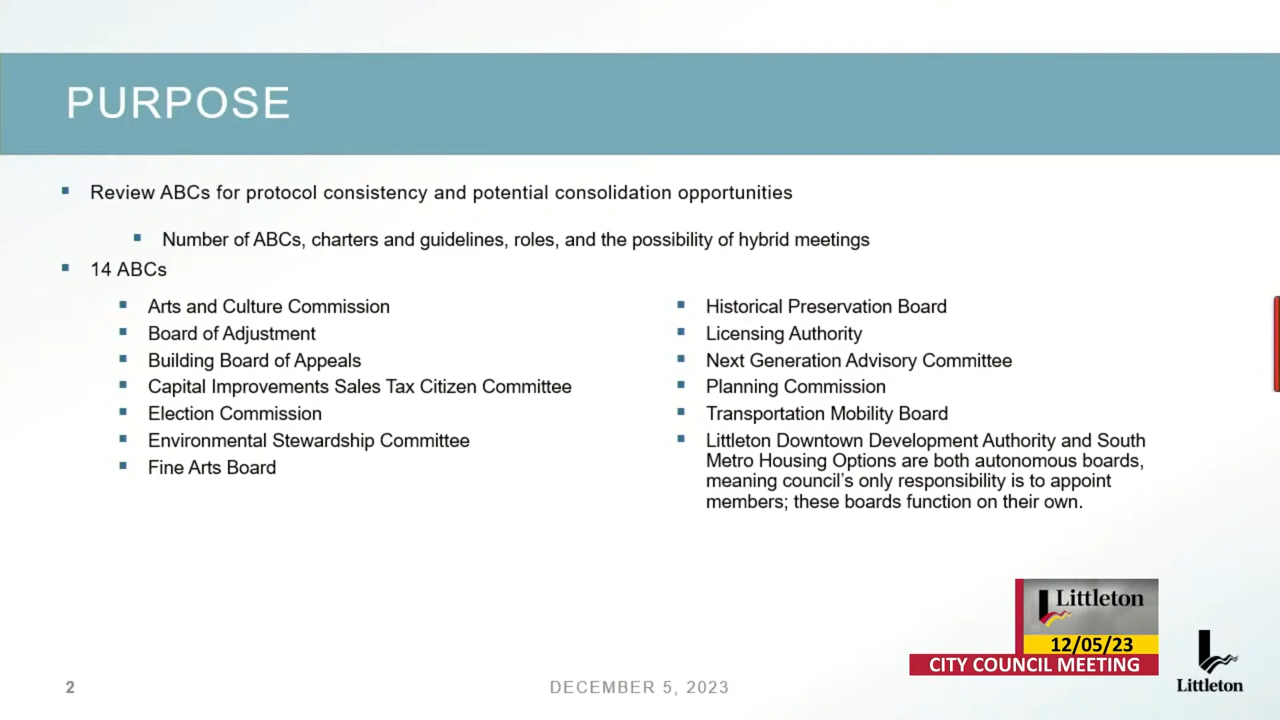 PURPOSE
Review ABCs for protocol consistency and potential consolidation opportunities
Number of ABCs, charters and guidelines, roles, and the possibility of hybrid meetings
14 ABCs
Arts and Culture Commission
Board of Adjustment
Building Board of Appeals
Capital Improvements Sales Tax Citizen Committee
Election Commission
Environmental Stewardship Committee
Fine Arts Board
Historical Preservation Board
Licensing Authority
Next Generation Advisory Committee
Planning Commission
Transportation Mobility Board
Littleton Downtown Development Authority and South
Metro Housing Options are both autonomous boards,
meaning council's only responsibility is to appoint
members; these boards function on their own.
Littleton
12/05/23
CITY COUNCIL MEETING
Littleton
2
DECEMBER 5, 2023